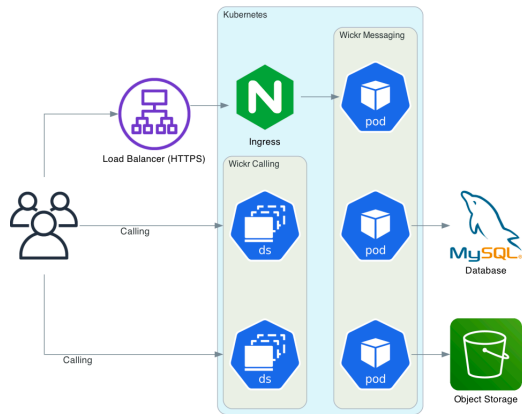 Kubernetes
Wickr Messaging
N
pod
Load Balancer (HTTPS)
Ingress
Wickr Calling
Calling
ds
pod
MySQL®
Database
Calling
ds
pod
Object Storage